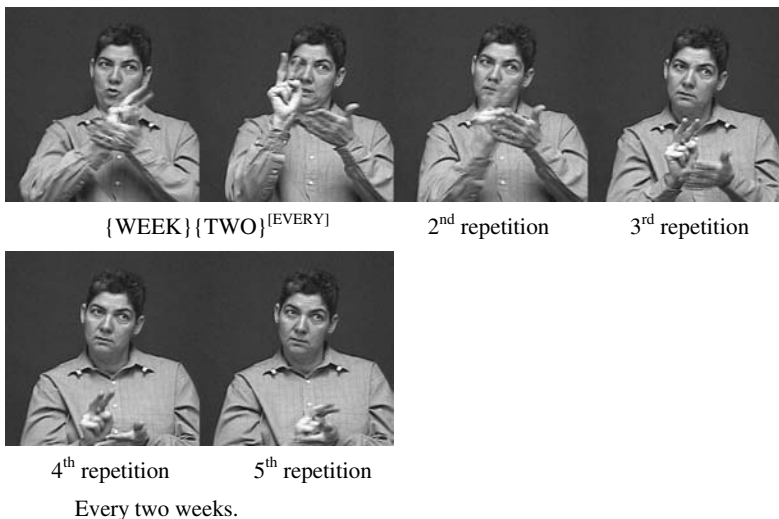 {WEEK}{TWO}[EVERY] 2nd repetition 3rd repetition
4th repetition 5th repetition
Every two weeks.